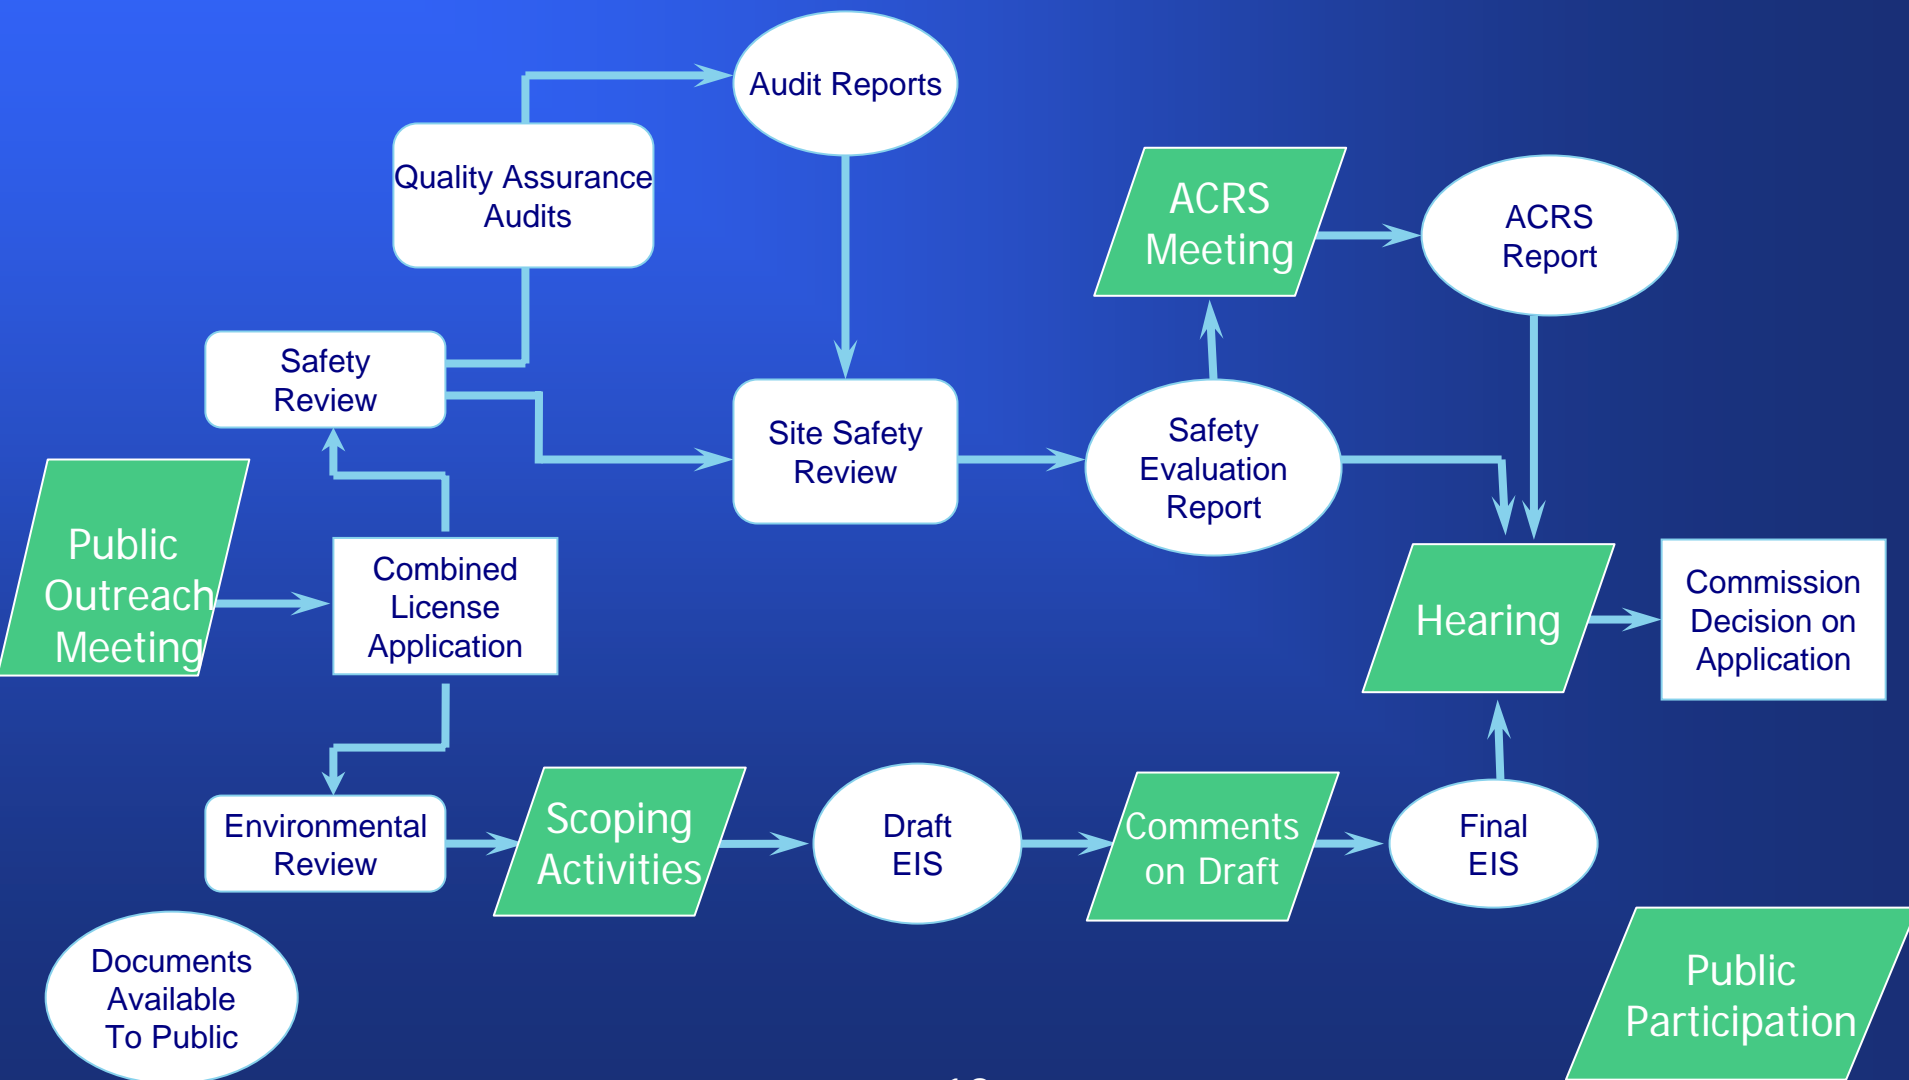 Audit Reports
Quality Assurance
Audits
ACRS
Meeting
ACRS
Report
Safety
Review
Site Safety
Review
Safety
Evaluation
Report
Public
Outreach
Meeting
Combined
License
Application
Hearing
Commission
Decision on
Application
Environmental
Review
Scoping
Activities
Draft
EIS
Comments
on Draft
Final
EIS
Documents
Available
To Public
Public
Participation